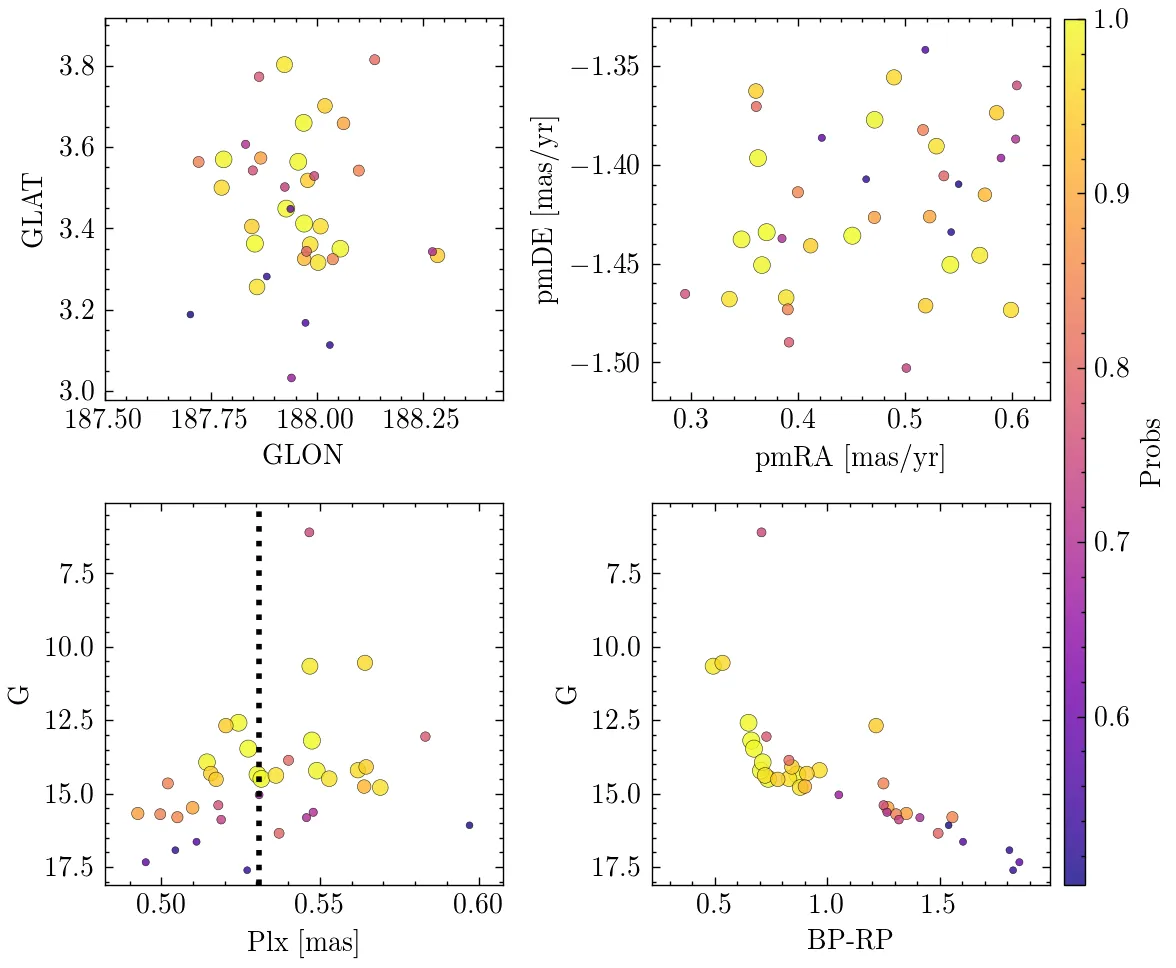 3.8
3.6
3.4
3.2
3.0
GLAT
187.50 187.75 188.00 188.25
GLON
−1.35
−1.40
−1.45
−1.50
pmDE [mas/yr]
0.3 0.4 0.5 0.6
pmRA [mas/yr]
7.5
10.0
12.5
15.0
17.5
G
0.50 0.55 0.60
Plx [mas]
7.5
10.0
12.5
15.0
17.5
G
0.5 1.0 1.5
BP-RP
1.0
0.9
0.8
0.7
0.6
Probs